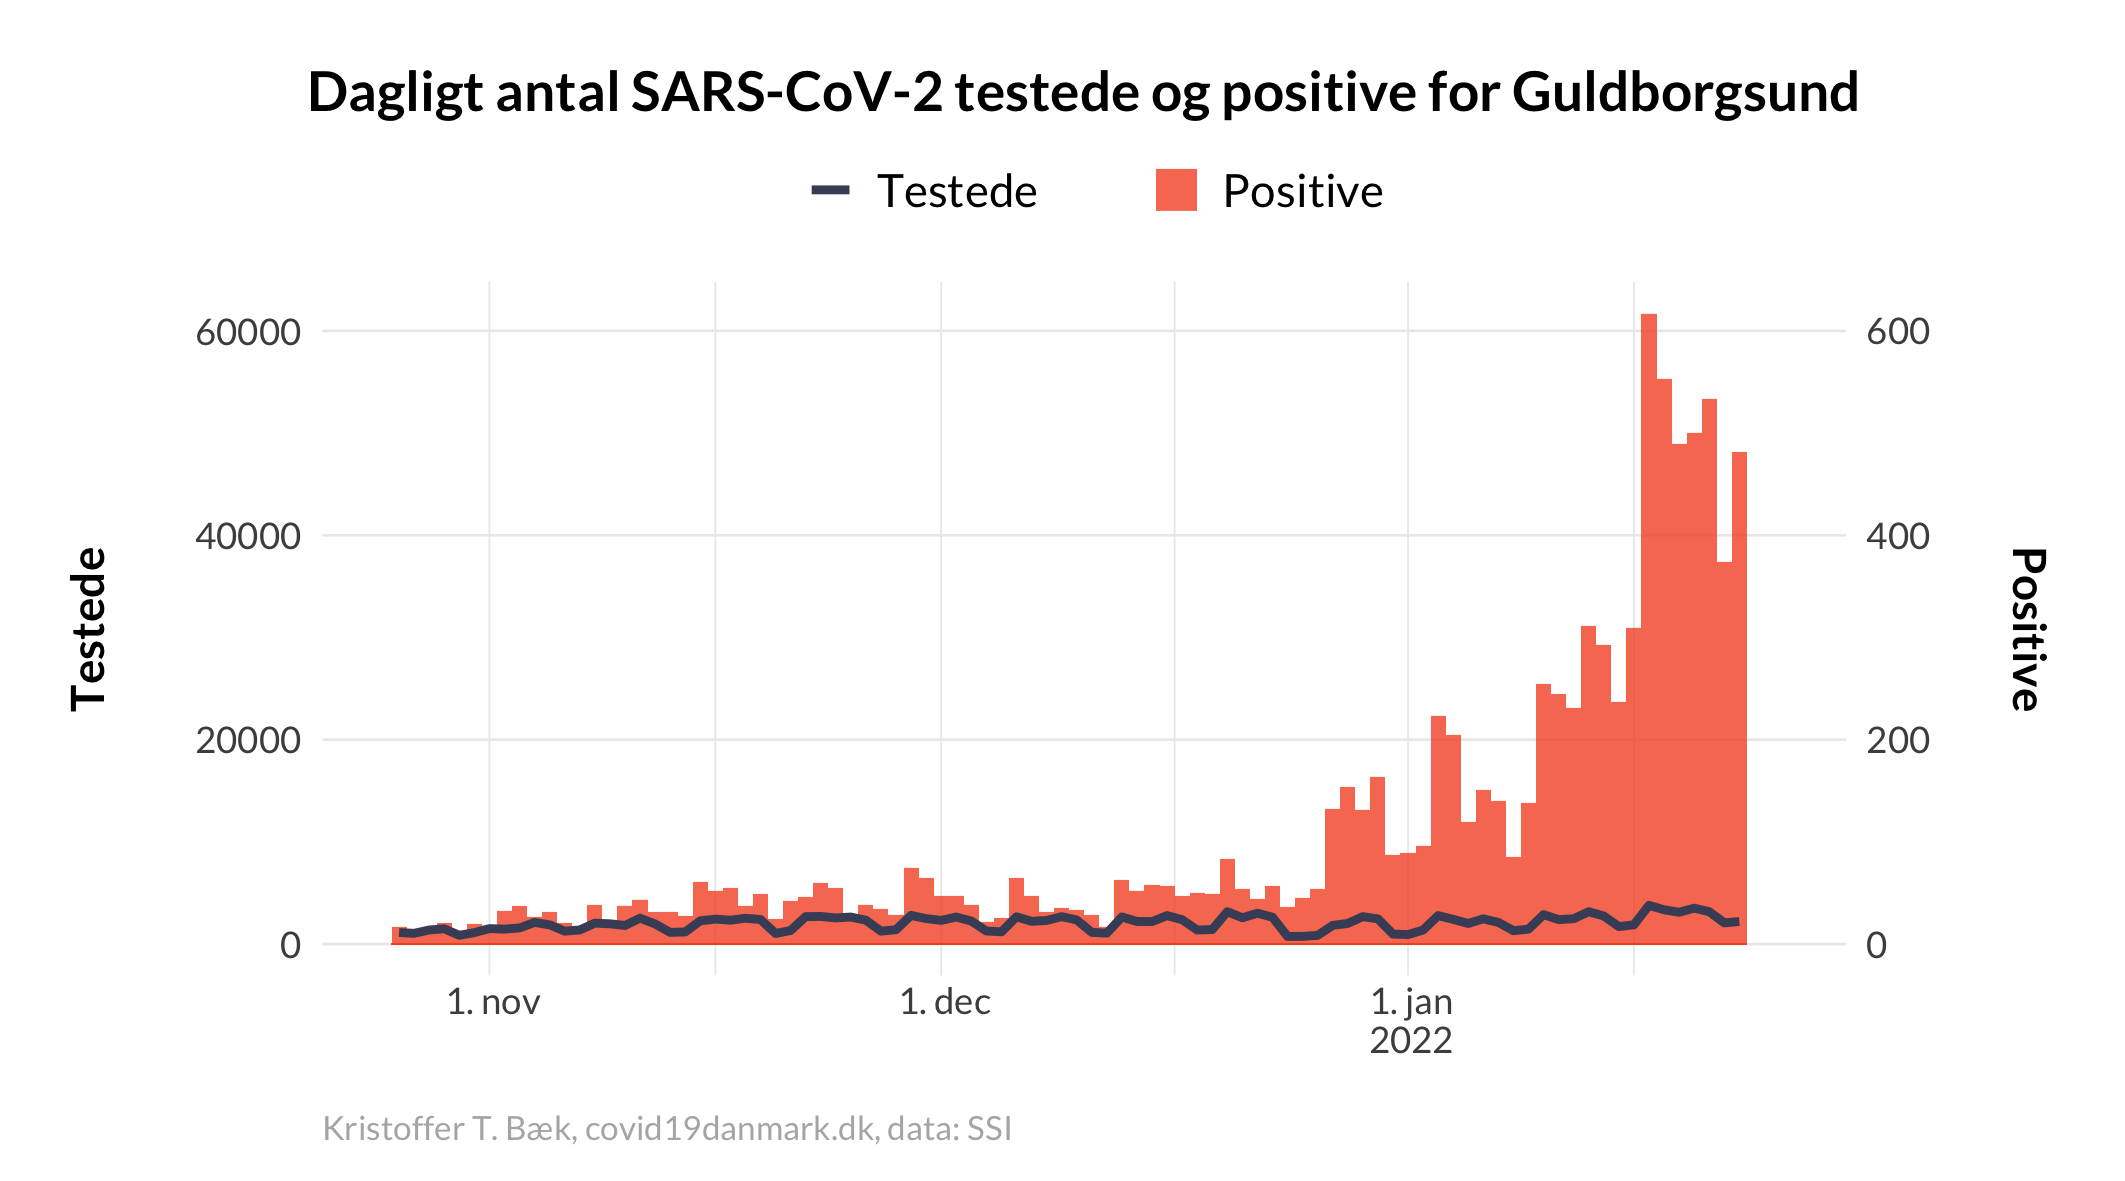 Dagligt antal SARS-CoV-2 testede og positive for Guldborgsund
Testede
Positive
60000
40000
20000
0
600
400
200
0
Testede
Positive
1. nov
1. dec
1. jan
2022
Kristoffer T. Bæk, covid19danmark.dk, data: SSI